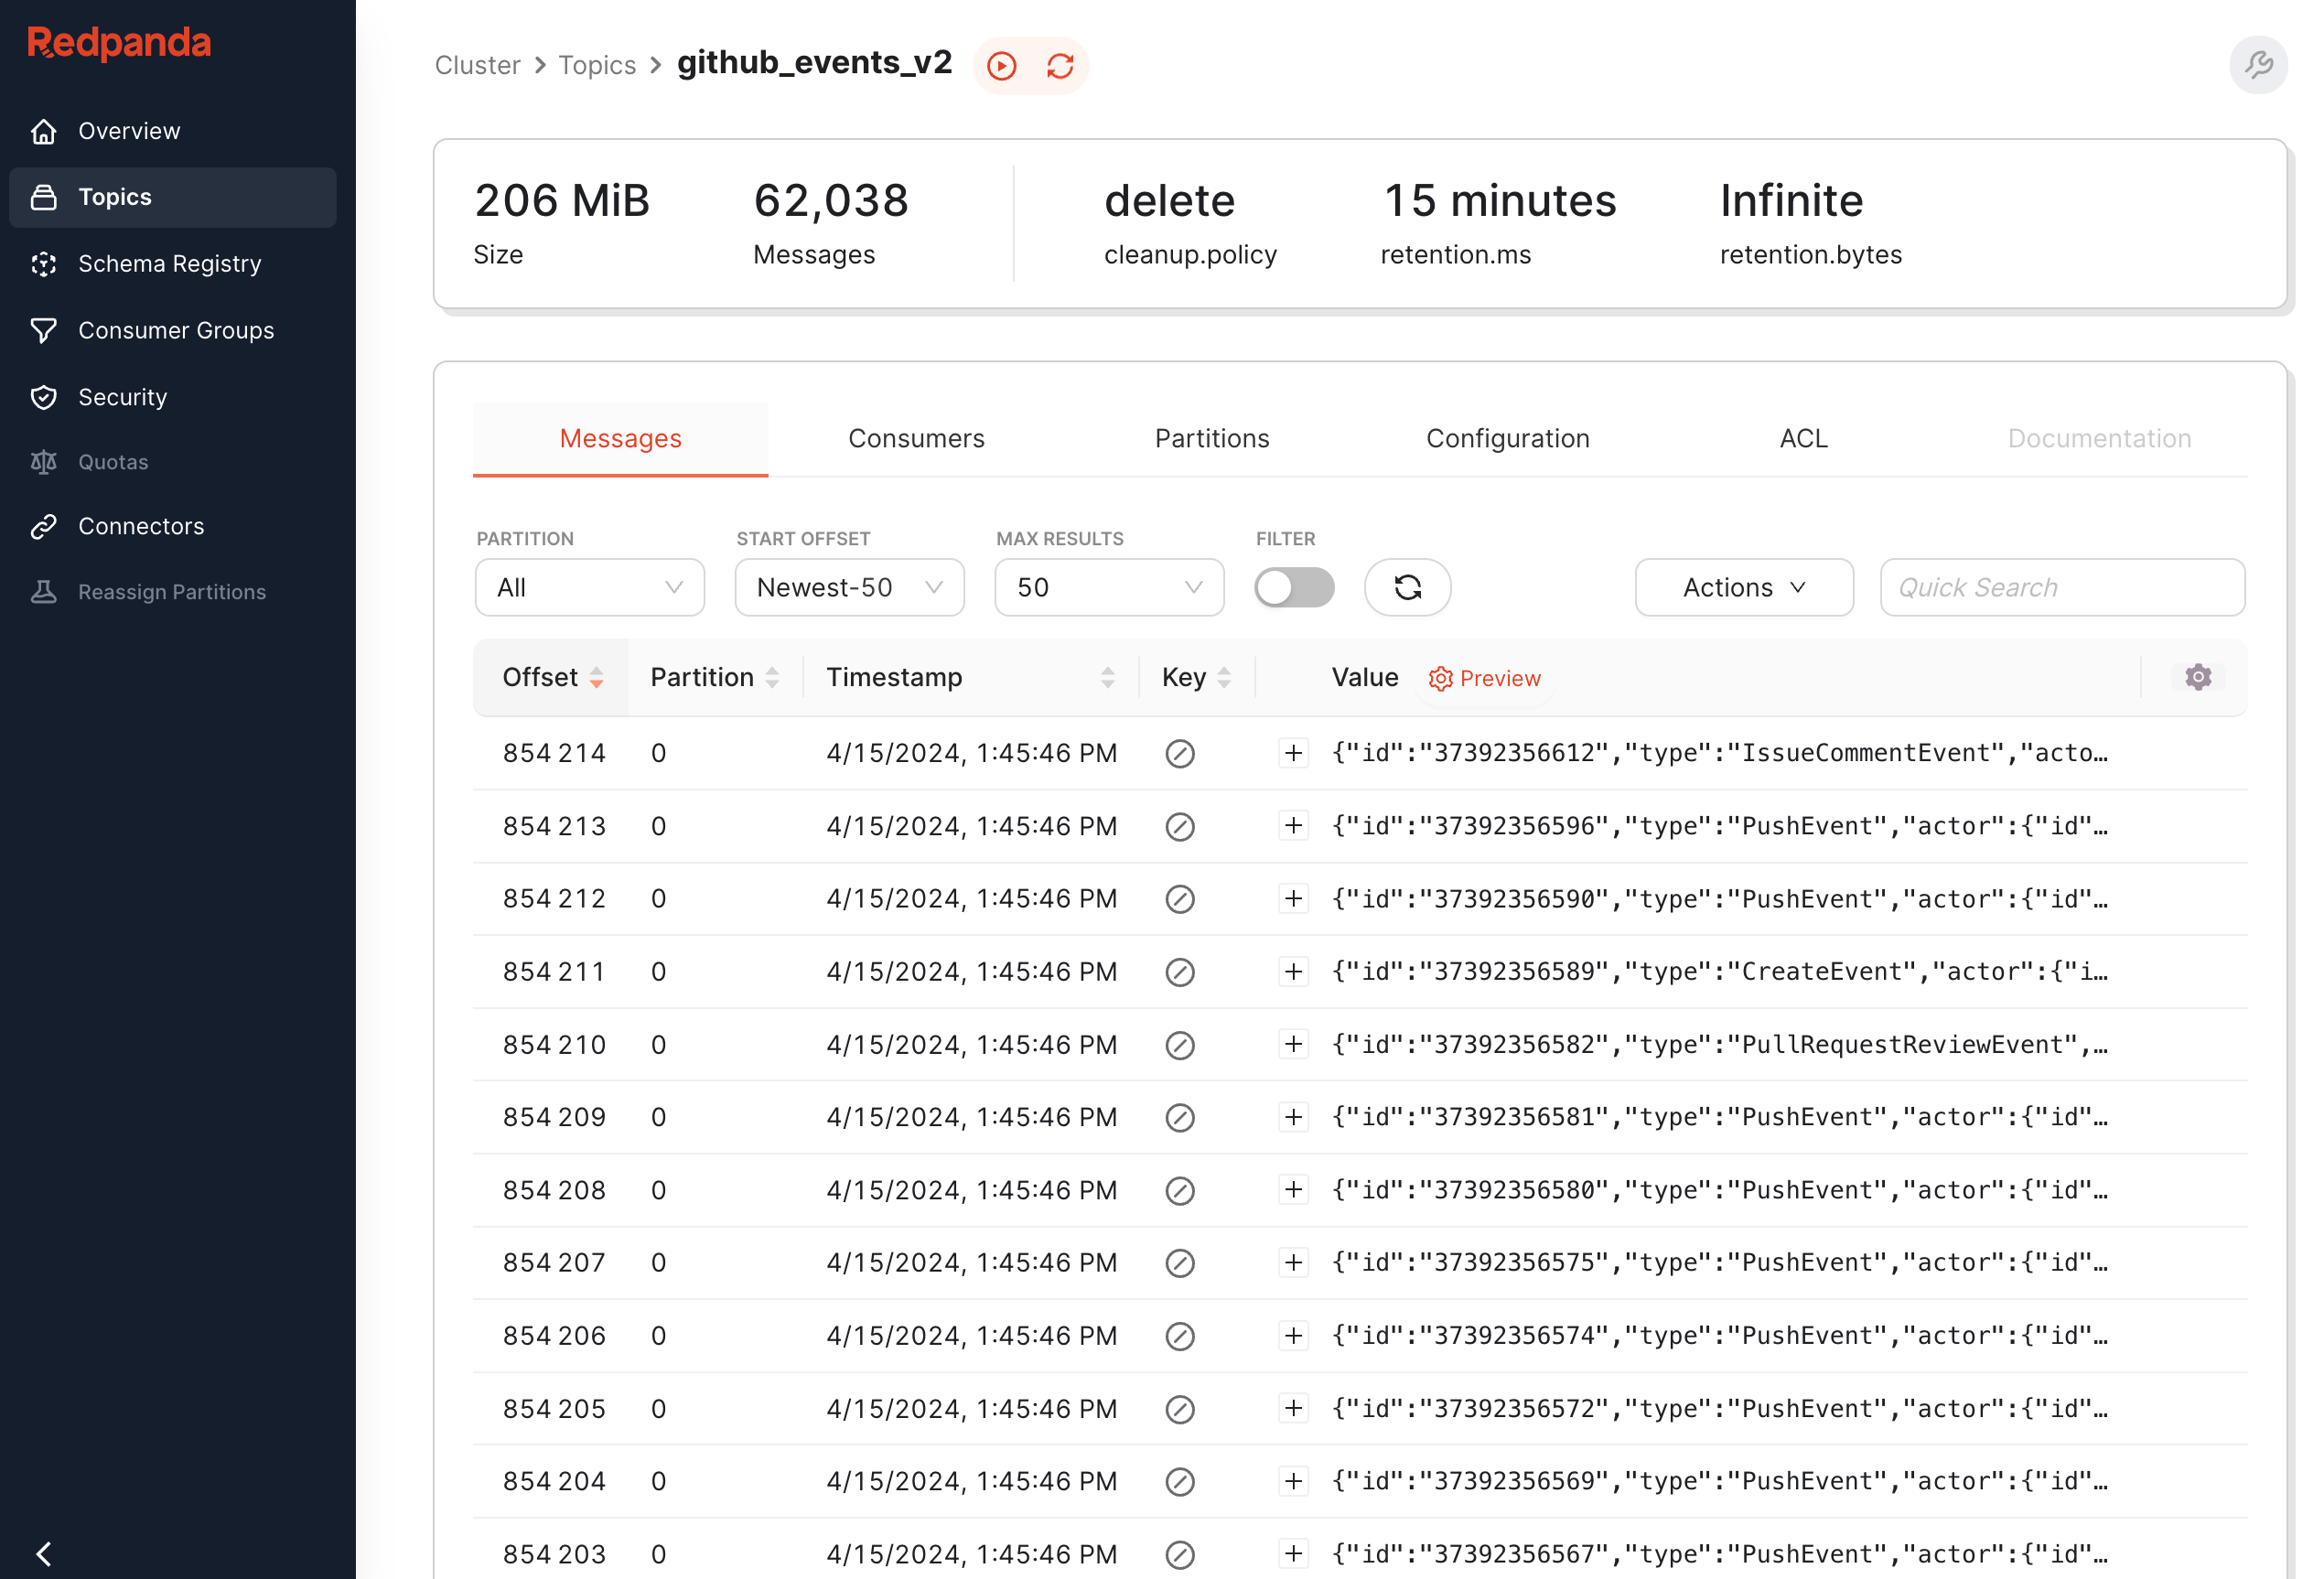 Redpanda
Overview
Topics
Schema Registry
Consumer Groups
Security
Quotas
Connectors
Reassign Partitions
Cluster > Topics > github_events_v2
206 MiB 62,038 delete 15 minutes Infinite
Size Messages cleanup.policy retention.ms retention.bytes
Messages Consumers Partitions Configuration ACL Documentation
PARTITION START OFFSET MAX RESULTS FILTER
All Newest-50 50 Actions Quick Search
Offset Partition Timestamp Key Value Preview
854 214 0 4/15/2024, 1:45:46 PM + {"id":"37392356612","type":"IssueCommentEvent","acto…
854 213 0 4/15/2024, 1:45:46 PM + {"id":"37392356596","type":"PushEvent","actor":{"id"…
854 212 0 4/15/2024, 1:45:46 PM + {"id":"37392356590","type":"PushEvent","actor":{"id"…
854 211 0 4/15/2024, 1:45:46 PM + {"id":"37392356589","type":"CreateEvent","actor":{"i…
854 210 0 4/15/2024, 1:45:46 PM + {"id":"37392356582","type":"PullRequestReviewEvent",…
854 209 0 4/15/2024, 1:45:46 PM + {"id":"37392356581","type":"PushEvent","actor":{"id"…
854 208 0 4/15/2024, 1:45:46 PM + {"id":"37392356580","type":"PushEvent","actor":{"id"…
854 207 0 4/15/2024, 1:45:46 PM + {"id":"37392356575","type":"PushEvent","actor":{"id"…
854 206 0 4/15/2024, 1:45:46 PM + {"id":"37392356574","type":"PushEvent","actor":{"id"…
854 205 0 4/15/2024, 1:45:46 PM + {"id":"37392356572","type":"PushEvent","actor":{"id"…
854 204 0 4/15/2024, 1:45:46 PM + {"id":"37392356569","type":"PushEvent","actor":{"id"…
854 203 0 4/15/2024, 1:45:46 PM + {"id":"37392356567","type":"PushEvent","actor":{"id"…